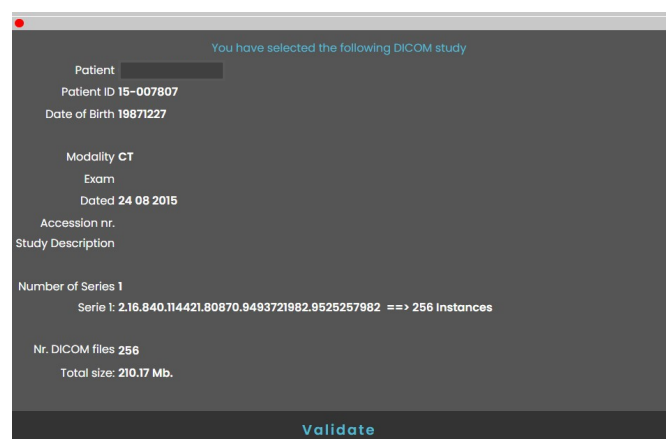 You have selected the following DICOM study
Patient
Patient ID 15-007807
Date of Birth 19871227
Modality CT
Exam
Dated 24 08 2015
Accession nr.
Study Description
Number of Series 1
Serie 1: 2.16.840.114421.80870.9493721982.9525257982 ==> 256 Instances
Nr. DICOM files 256
Total size: 210.17 Mb.
Validate